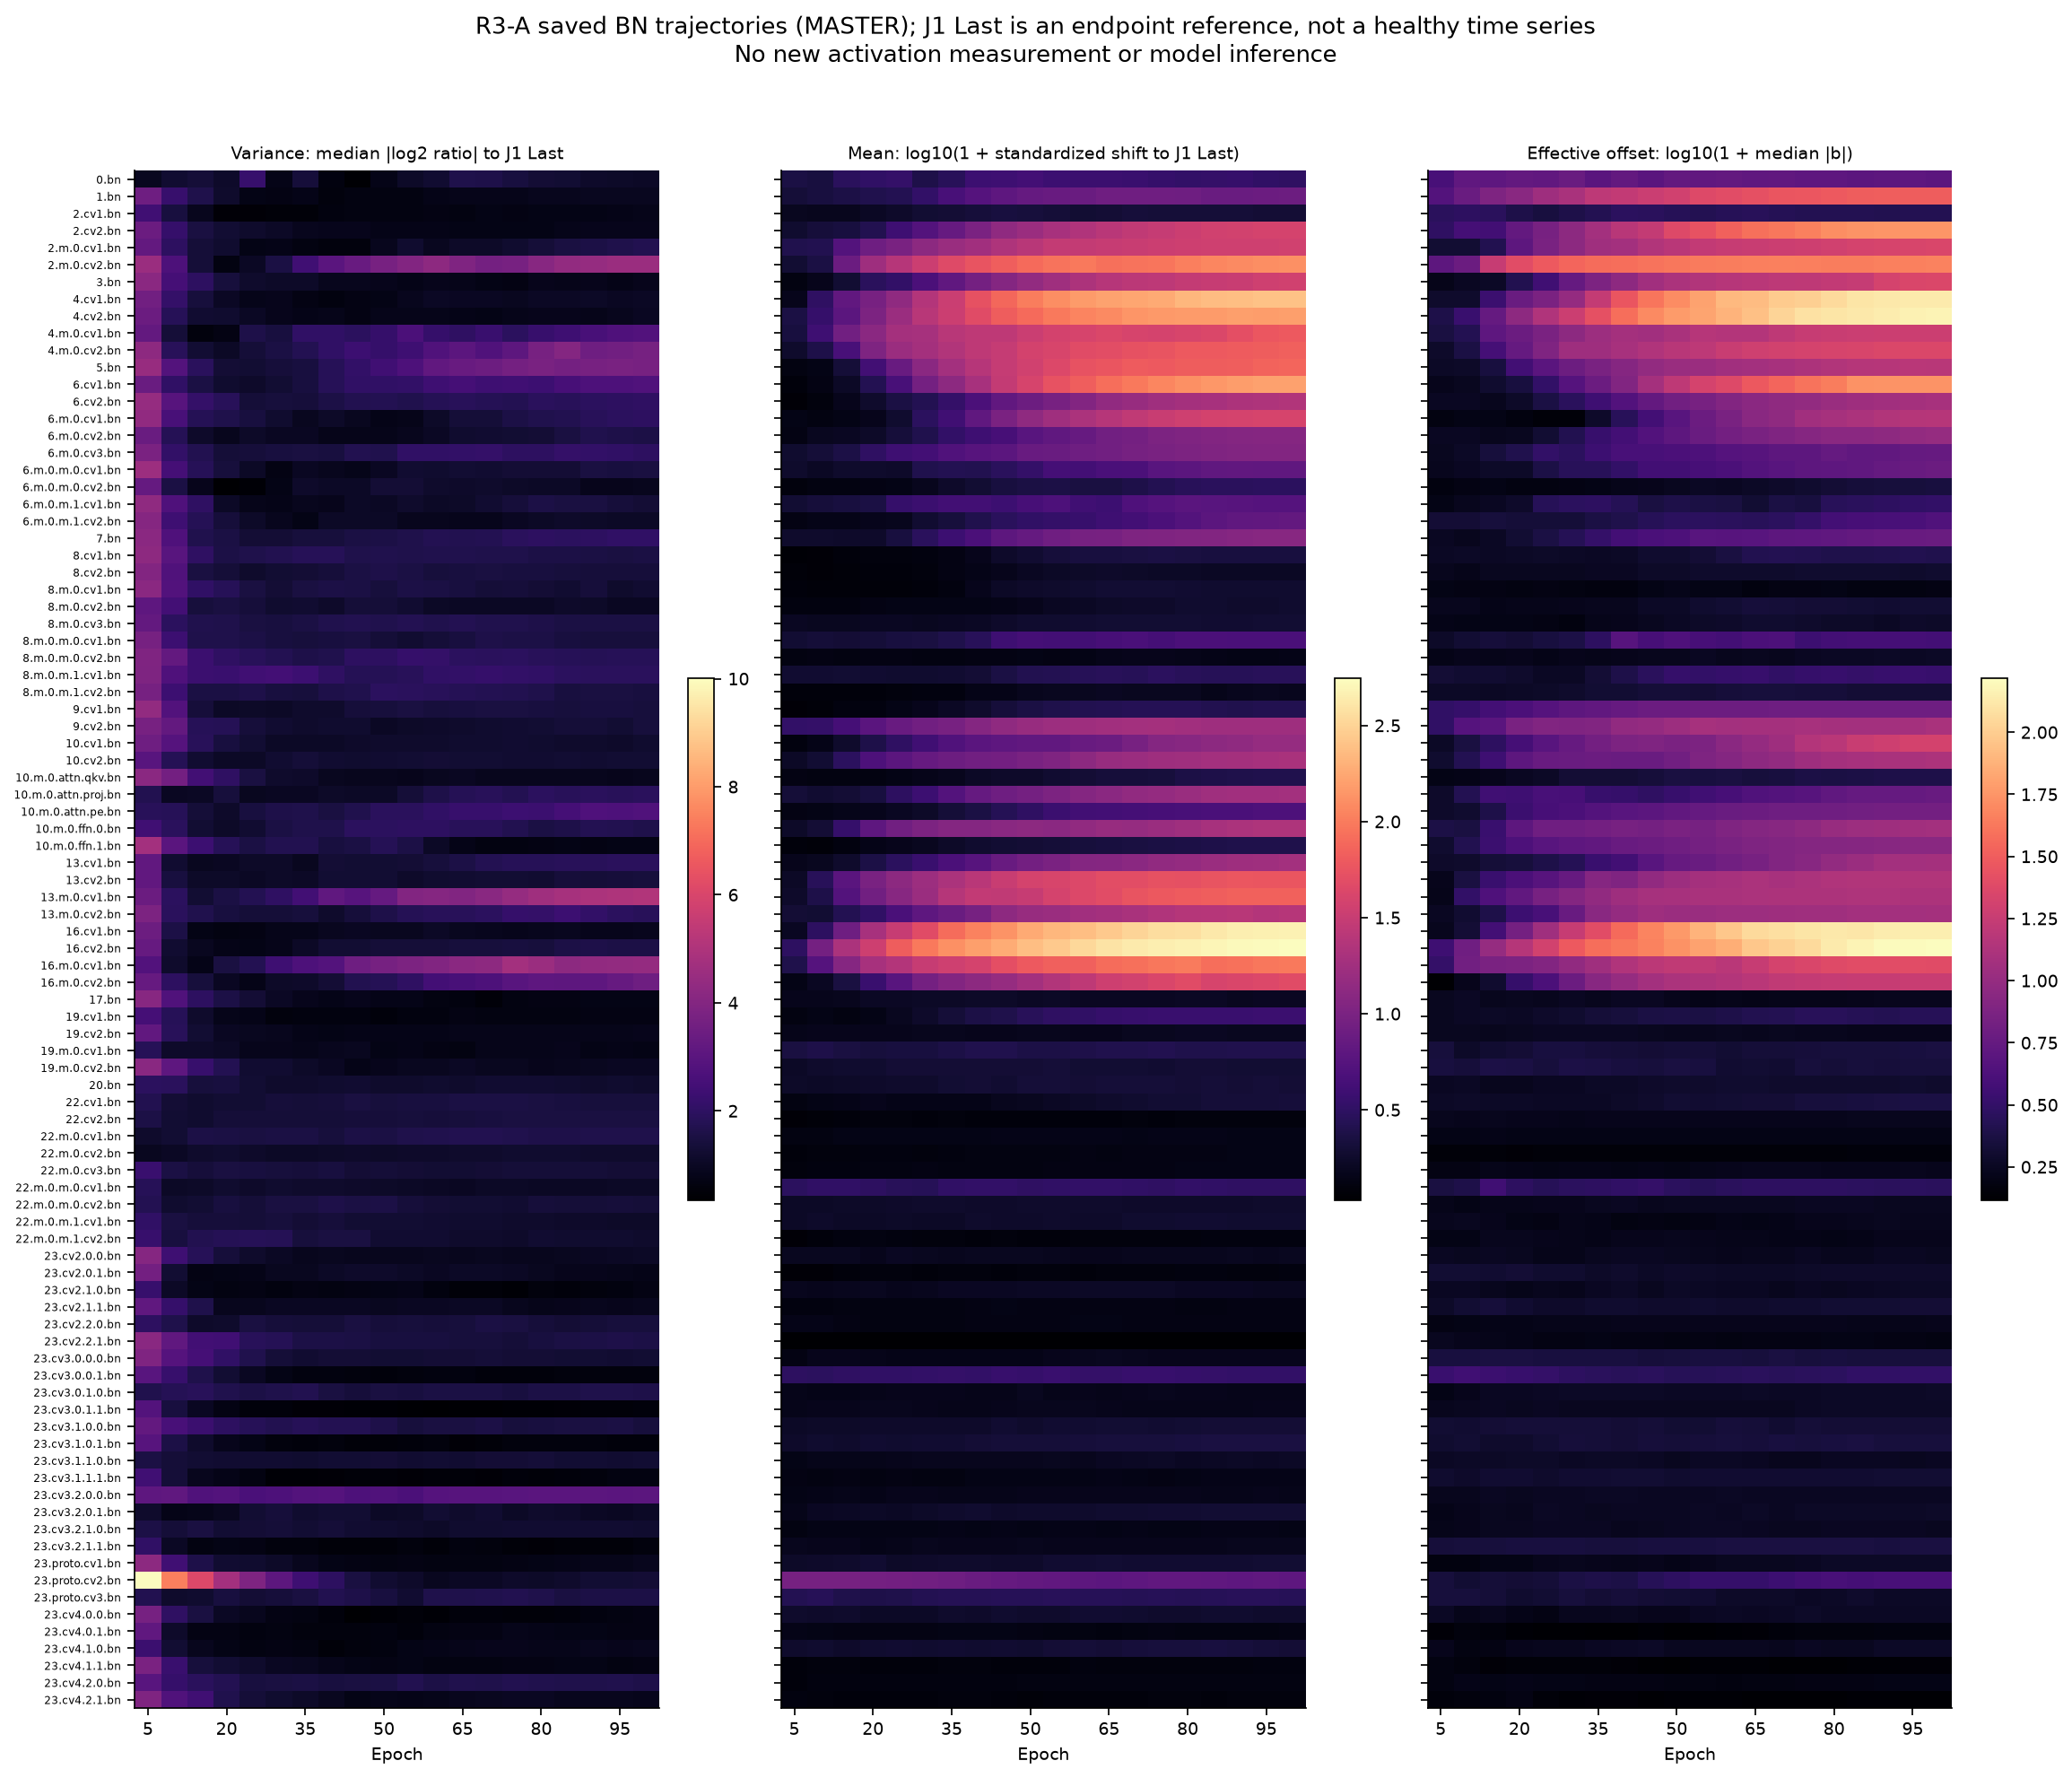 R3-A saved BN trajectories (MASTER); J1 Last is an endpoint reference, not a healthy time series
No new activation measurement or model inference
Variance: median |log2 ratio| to J1 Last
Mean: log10(1 + standardized shift to J1 Last)
Effective offset: log10(1 + median |b|)
0.bn
1.bn
2.cv1.bn
2.cv2.bn
2.m.0.cv1.bn
2.m.0.cv2.bn
3.bn
4.cv1.bn
4.cv2.bn
4.m.0.cv1.bn
4.m.0.cv2.bn
5.bn
6.cv1.bn
6.cv2.bn
6.m.0.cv1.bn
6.m.0.cv2.bn
6.m.0.cv3.bn
6.m.0.m.0.cv1.bn
6.m.0.m.0.cv2.bn
6.m.0.m.1.cv1.bn
6.m.0.m.1.cv2.bn
7.bn
8.cv1.bn
8.cv2.bn
8.m.0.cv1.bn
8.m.0.cv2.bn
8.m.0.cv3.bn
8.m.0.m.0.cv1.bn
8.m.0.m.0.cv2.bn
8.m.0.m.1.cv1.bn
8.m.0.m.1.cv2.bn
9.cv1.bn
9.cv2.bn
10.cv1.bn
10.cv2.bn
10.m.0.attn.qkv.bn
10.m.0.attn.proj.bn
10.m.0.attn.pe.bn
10.m.0.ffn.0.bn
10.m.0.ffn.1.bn
13.cv1.bn
13.cv2.bn
13.m.0.cv1.bn
13.m.0.cv2.bn
16.cv1.bn
16.cv2.bn
16.m.0.cv1.bn
16.m.0.cv2.bn
17.bn
19.cv1.bn
19.cv2.bn
19.m.0.cv1.bn
19.m.0.cv2.bn
20.bn
22.cv1.bn
22.cv2.bn
22.m.0.cv1.bn
22.m.0.cv2.bn
22.m.0.cv3.bn
22.m.0.m.0.cv1.bn
22.m.0.m.0.cv2.bn
22.m.0.m.1.cv1.bn
22.m.0.m.1.cv2.bn
23.cv2.0.0.bn
23.cv2.0.1.bn
23.cv2.1.0.bn
23.cv2.1.1.bn
23.cv2.2.0.bn
23.cv2.2.1.bn
23.cv3.0.0.0.bn
23.cv3.0.0.1.bn
23.cv3.0.1.0.bn
23.cv3.0.1.1.bn
23.cv3.1.0.0.bn
23.cv3.1.0.1.bn
23.cv3.1.1.0.bn
23.cv3.1.1.1.bn
23.cv3.2.0.0.bn
23.cv3.2.0.1.bn
23.cv3.2.1.0.bn
23.cv3.2.1.1.bn
23.proto.cv1.bn
23.proto.cv2.bn
23.proto.cv3.bn
23.cv4.0.0.bn
23.cv4.0.1.bn
23.cv4.1.0.bn
23.cv4.1.1.bn
23.cv4.2.0.bn
23.cv4.2.1.bn
5 20 35 50 65 80 95
Epoch
10
8
6
4
2
5 20 35 50 65 80 95
Epoch
2.5
2.0
1.5
1.0
0.5
5 20 35 50 65 80 95
Epoch
2.00
1.75
1.50
1.25
1.00
0.75
0.50
0.25